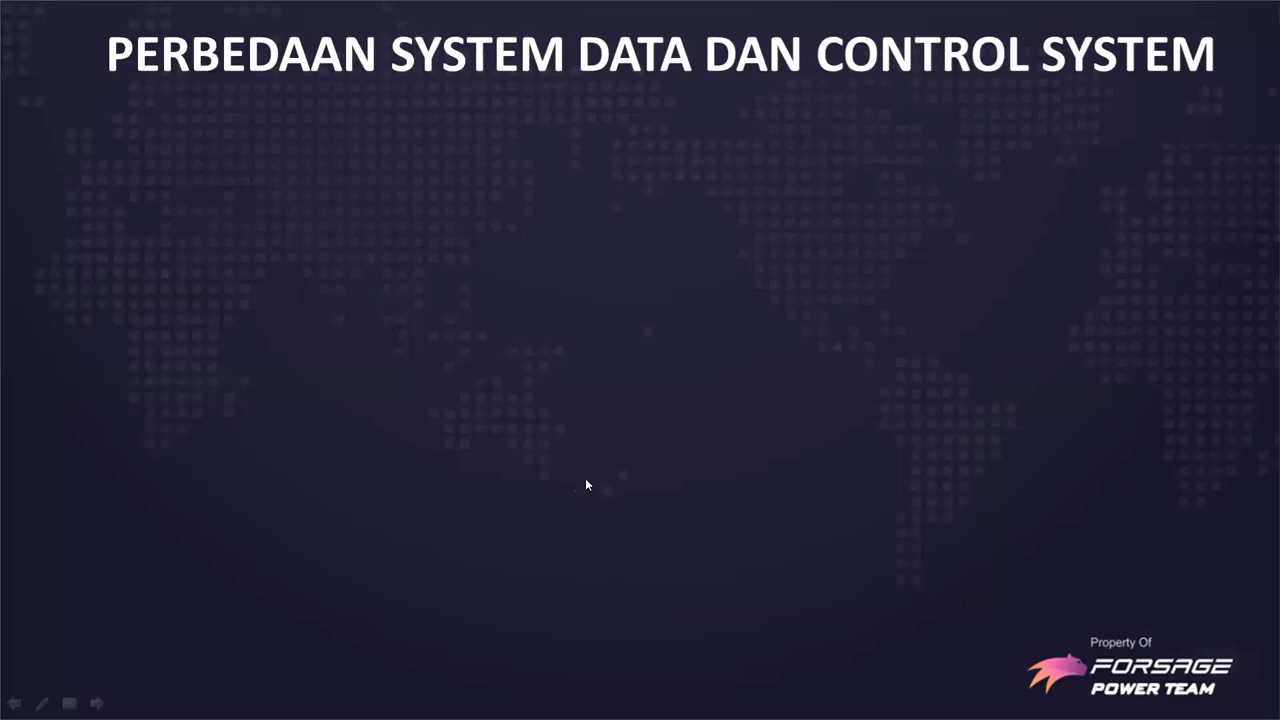 PERBEDAAN SYSTEM DATA DAN CONTROL SYSTEM
Property Of
FORSAGE
POWER TEAM